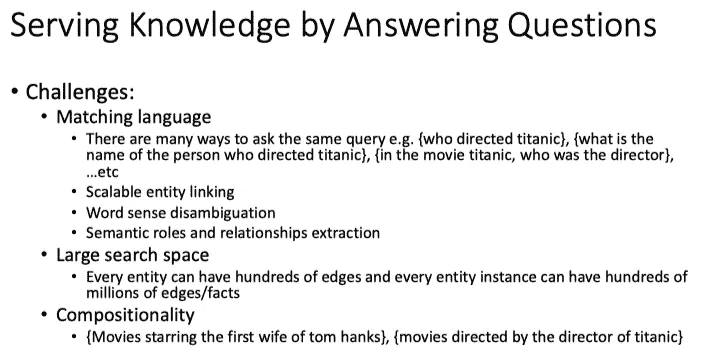 Serving Knowledge by Answering Questions
• Challenges:
• Matching language
• There are many ways to ask the same query e.g. {who directed titanic}, {what is the
name of the person who directed titanic}, {in the movie titanic, who was the director},
...etc
• Scalable entity linking
• Word sense disambiguation
• Semantic roles and relationships extraction
• Large search space
• Every entity can have hundreds of edges and every entity instance can have hundreds of
millions of edges/facts
• Compositionality
• {Movies starring the first wife of tom hanks}, {movies directed by the director of titanic}